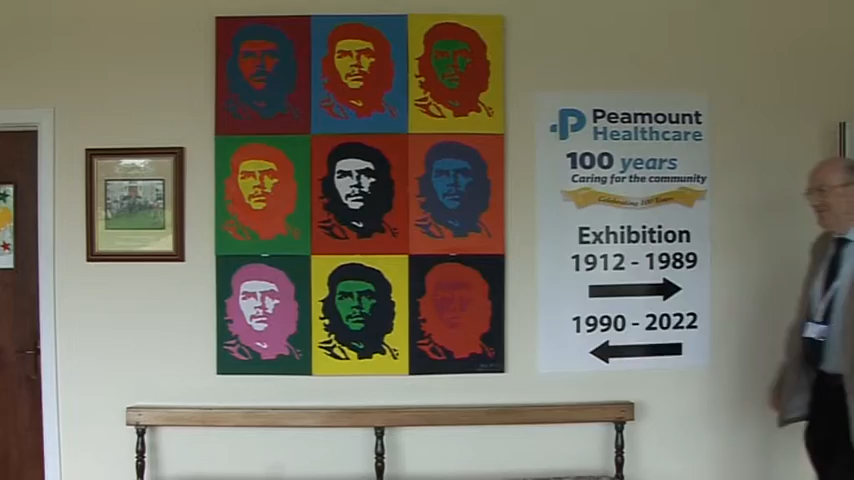 Peamount
Healthcare
100 years
Caring for the community
Celebrating 100 Years
Exhibition
1912 - 1989
1990 - 2022